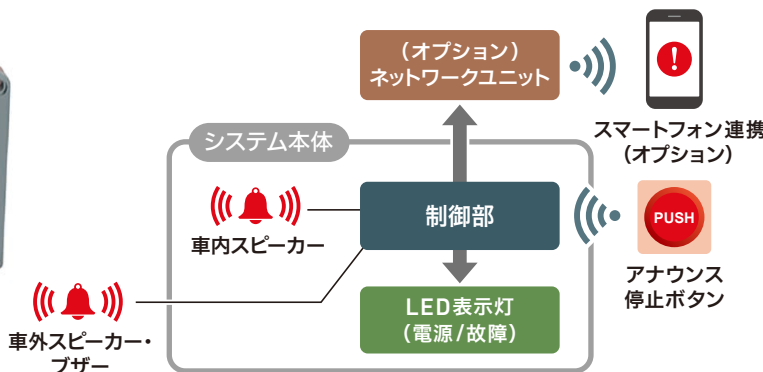 （オプション）
ネットワークユニット
スマートフォン連携
（オプション）
システム本体
制御部
車内スピーカー
PUSH
アナウンス
停止ボタン
LED表示灯
（電源/故障）
車外スピーカー・
ブザー